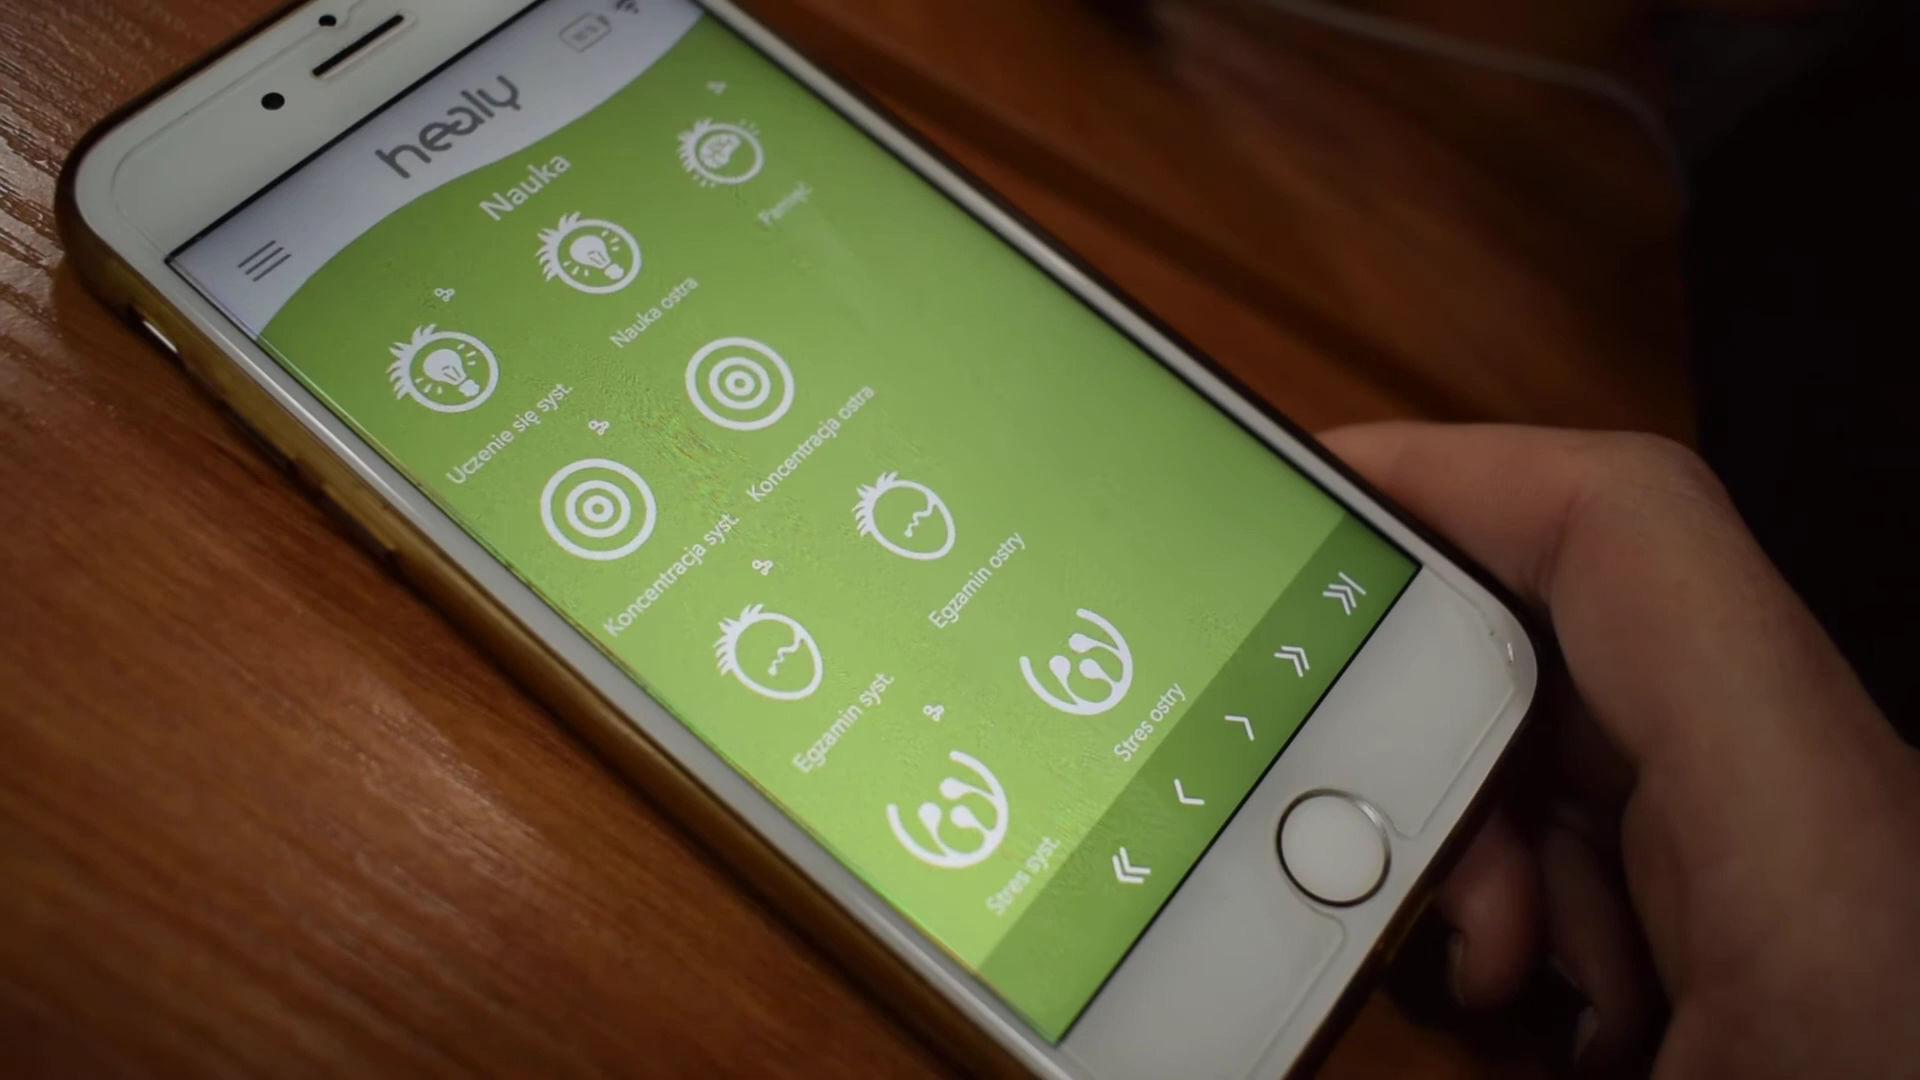 healy
Nauka
Uczenie się syst.
Nauka ostra
Pamięć
Koncentracja syst.
Koncentracja ostra
Egzamin syst.
Egzamin ostry
Stres syst.
Stres ostry